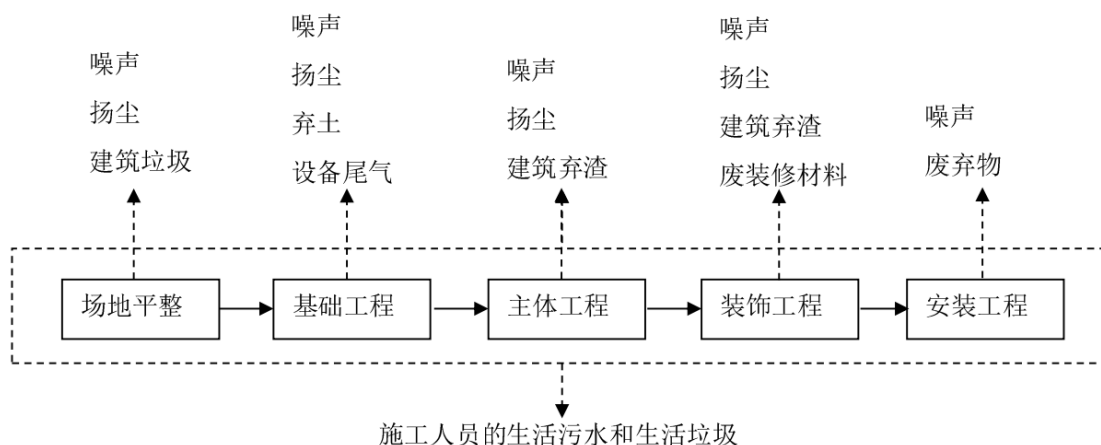 噪声
扬尘
建筑垃圾
噪声
扬尘
弃土
设备尾气
噪声
扬尘
建筑弃渣
噪声
扬尘
建筑弃渣
废装修材料
噪声
废弃物
场地平整
基础工程
主体工程
装饰工程
安装工程
施工人员的生活污水和生活垃圾